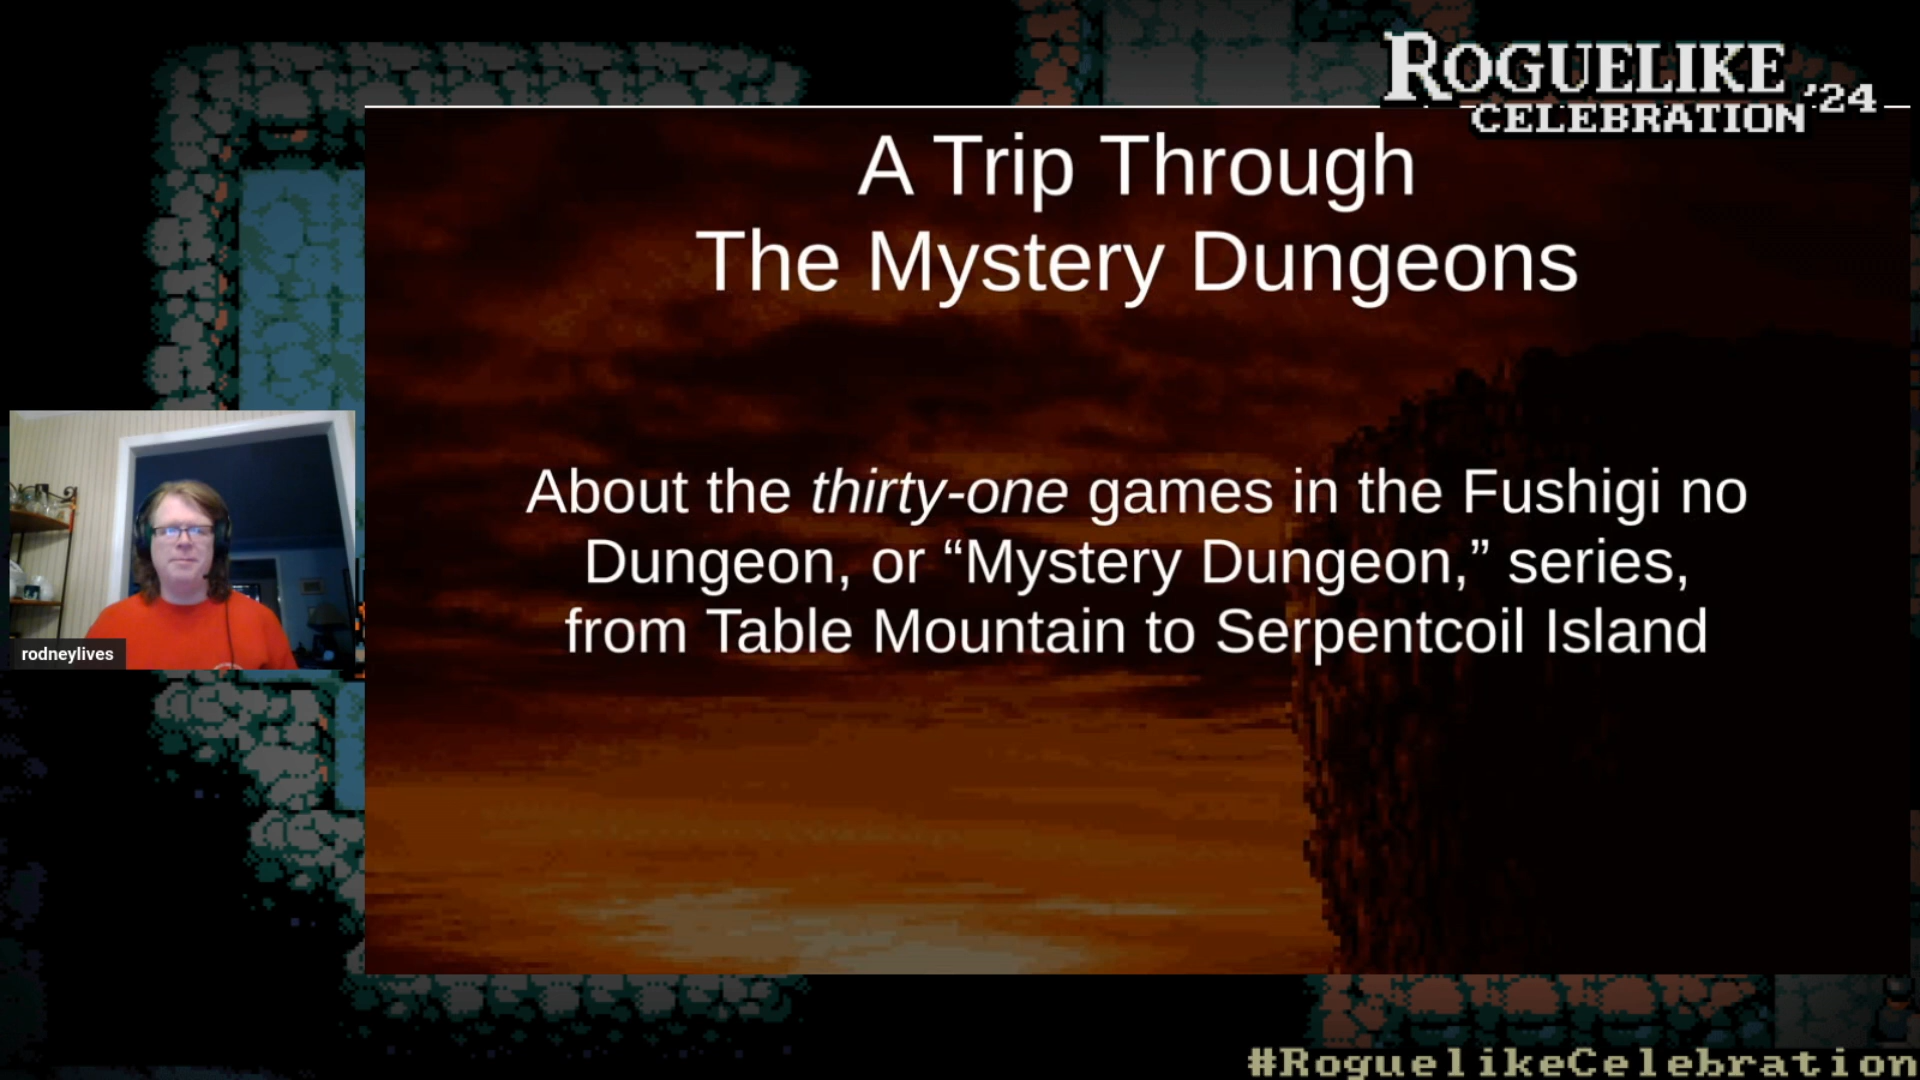 ROGUELIKE
CELEBRATION '24
A Trip Through
The Mystery Dungeons
About the thirty-one games in the Fushigi no
Dungeon, or “Mystery Dungeon,” series,
from Table Mountain to Serpentcoil Island
rodneylives
#RoguelikeCelebration